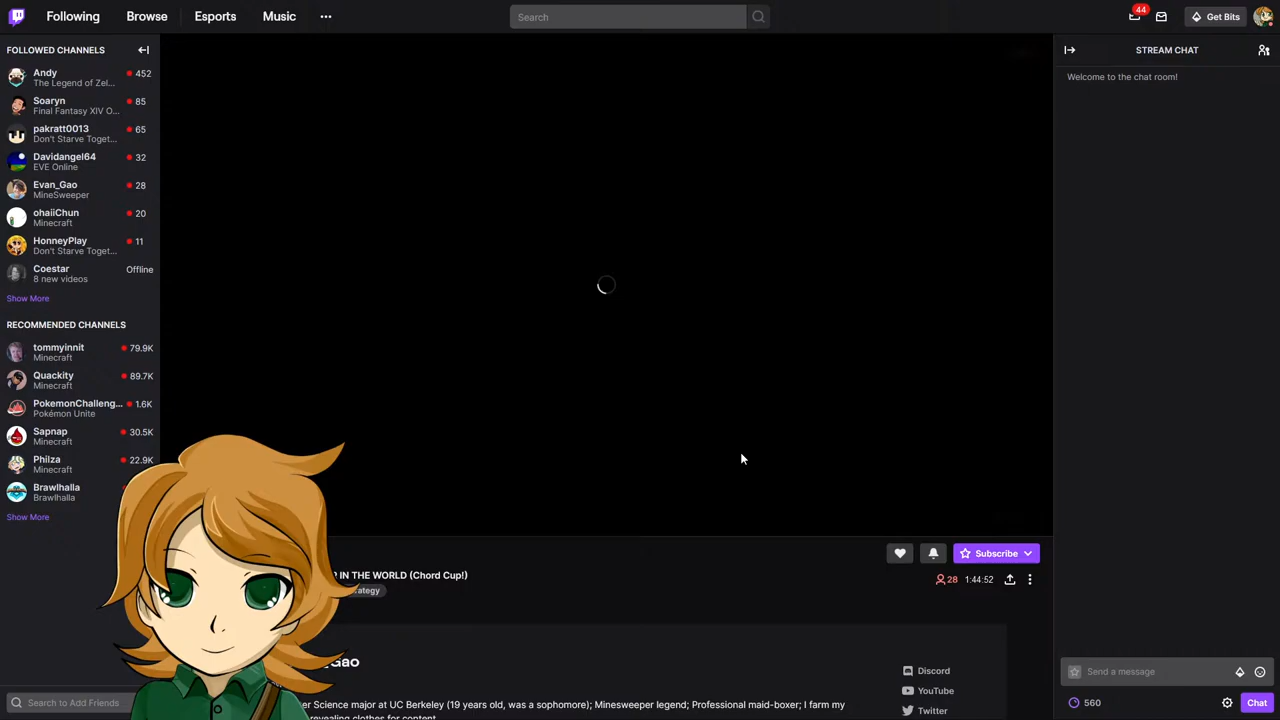 Following
Browse
Esports
Music
Search
44
Get Bits
FOLLOWED CHANNELS
Andy
452
The Legend of Zel...
Soaryn
85
Final Fantasy XIV O...
pakratt0013
65
Don't Starve Toget...
Davidangel64
32
EVE Online
Evan_Gao
28
MineSweeper
ohaiiChun
20
Minecraft
HonneyPlay
11
Don't Starve Toget...
Coestar
Offline
8 new videos
Show More
RECOMMENDED CHANNELS
tommyinnit
79.9K
Minecraft
Quackity
89.7K
Minecraft
PokemonChalleng...
1.6K
Pokémon Unite
Sapnap
30.5K
Minecraft
Philza
22.9K
Minecraft
Brawlhalla
Brawlhalla
Show More
Search to Add Friends
Subscribe
IN THE WORLD (Chord Cup!)
28
1:44:52
Gao
Science major at UC Berkeley (19 years old, was a sophomore); Minesweeper legend; Professional maid-boxer; I farm my
revealing clothes for content
Discord
YouTube
Twitter
STREAM CHAT
Welcome to the chat room!
Send a message
560
Chat